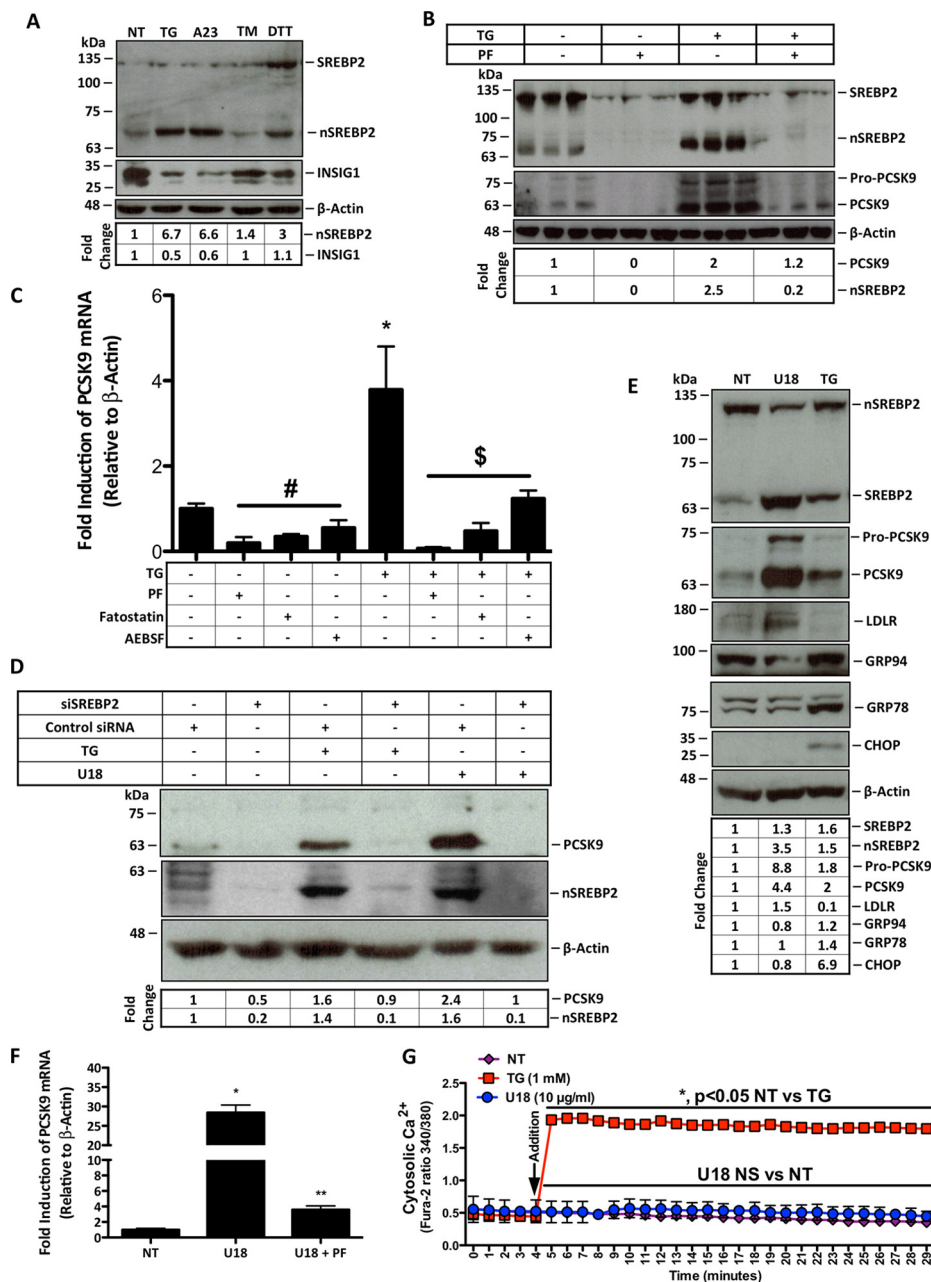 A
NT TG A23 TM DTT
kDa
135 SREBP2
100
75
nSREBP2
63
35
INSIG1
25
48
β-Actin
Fold Change
1 6.7 6.6 1.4 3 nSREBP2
1 0.5 0.6 1 1.1 INSIG1
B
TG - - + +
PF - + - +
kDa
135
SREBP2
100
75
nSREBP2
63
75 Pro-PCSK9
63 PCSK9
48 β-Actin
Fold Change
1 0 2 1.2 PCSK9
1 0 2.5 0.2 nSREBP2
C
Fold Induction of PCSK9 mRNA
(Relative to β-Actin)
6
4
2
0
*
#
$
TG - - - - + + + +
PF - + - - - + - -
Fatostatin - - + - - - + -
AEBSF - - - + - - - +
D
siSREBP2 - + - + - +
Control siRNA + - + - + -
TG - - + + - -
U18 - - - - + +
kDa
75
63 PCSK9
63
nSREBP2
48
β-Actin
Fold Change
1 0.5 1.6 0.9 2.4 1 PCSK9
1 0.2 1.4 0.1 1.6 0.1 nSREBP2
E
kDa NT U18 TG
135
nSREBP2
100
75
SREBP2
63
75 Pro-PCSK9
PCSK9
63
180
LDLR
100
GRP94
GRP78
75
35
CHOP
25
48
β-Actin
Fold Change
1 1.3 1.6 SREBP2
1 3.5 1.5 nSREBP2
1 8.8 1.8 Pro-PCSK9
1 4.4 2 PCSK9
1 1.5 0.1 LDLR
1 0.8 1.2 GRP94
1 1 1.4 GRP78
1 0.8 6.9 CHOP
F
Fold Induction of PCSK9 mRNA
(Relative to β-Actin)
40
35
30
25
20
10
8
6
4
2
0
*
**
NT U18 U18 + PF
G
NT
TG (1 mM)
U18 (10 µg/ml)
*, p<0.05 NT vs TG
Addition
U18 NS vs NT
Cytosolic Ca2+
(Fura-2 ratio 340/380)
2.5
2.0
1.5
1.0
0.5
0.0
0 1 2 3 4 5 6 7 8 9 10 11 12 13 14 15 16 17 18 19 20 21 22 23 24 25 26 27 28 29
Time (minutes)